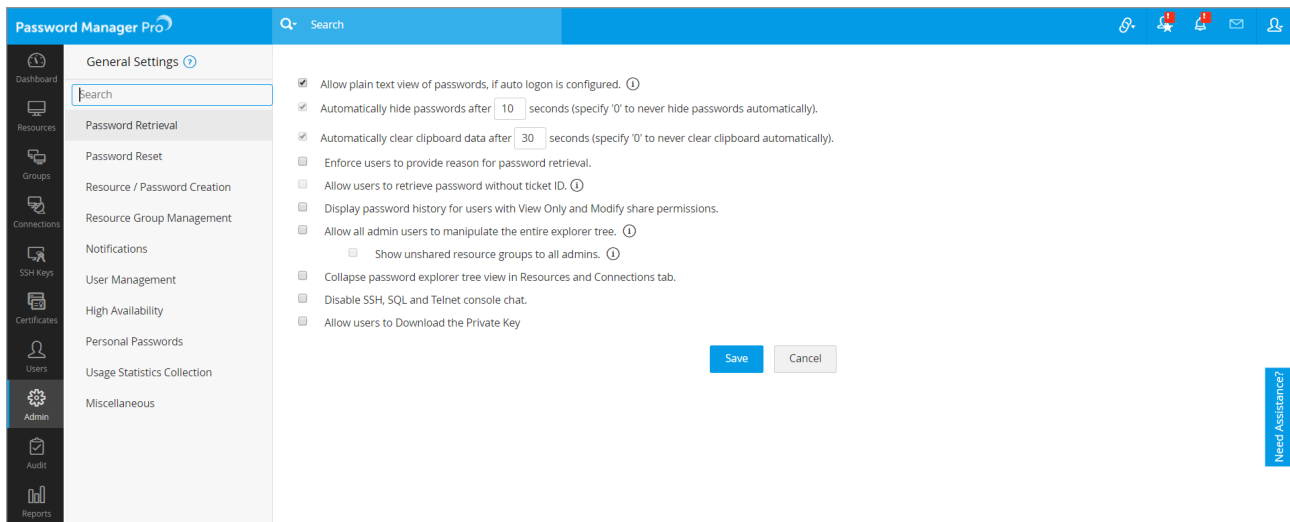 Password Manager Pro
Search
Dashboard
Resources
Groups
Connections
SSH Keys
Certificates
Users
Admin
Audit
Reports
General Settings ?
Search
Password Retrieval
Password Reset
Resource / Password Creation
Resource Group Management
Notifications
User Management
High Availability
Personal Passwords
Usage Statistics Collection
Miscellaneous
Allow plain text view of passwords, if auto logon is configured. i
Automatically hide passwords after 10 seconds (specify '0' to never hide passwords automatically).
Automatically clear clipboard data after 30 seconds (specify '0' to never clear clipboard automatically).
Enforce users to provide reason for password retrieval.
Allow users to retrieve password without ticket ID. i
Display password history for users with View Only and Modify share permissions.
Allow all admin users to manipulate the entire explorer tree. i
Show unshared resource groups to all admins. i
Collapse password explorer tree view in Resources and Connections tab.
Disable SSH, SQL and Telnet console chat.
Allow users to Download the Private Key
Save Cancel
Need Assistance?